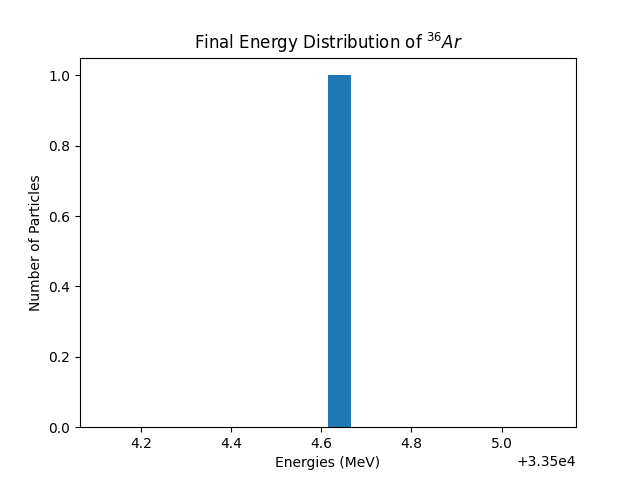 Final Energy Distribution of ³⁶Ar
1.0
0.8
0.6
0.4
0.2
0.0
Number of Particles
4.2 4.4 4.6 4.8 5.0
Energies (MeV)
+3.35e4